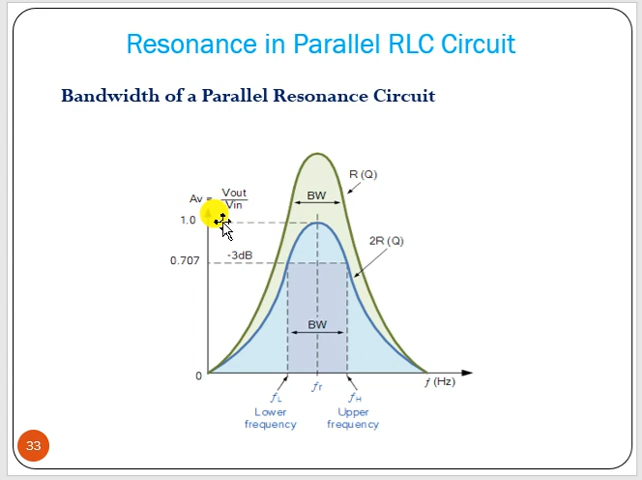 Resonance in Parallel RLC Circuit
Bandwidth of a Parallel Resonance Circuit
R (Q)
Av = Vout
Vin
BW
1.0
2R (Q)
-3dB
0.707
BW
0
f (Hz)
fL fr fH
Lower Upper
frequency frequency
33